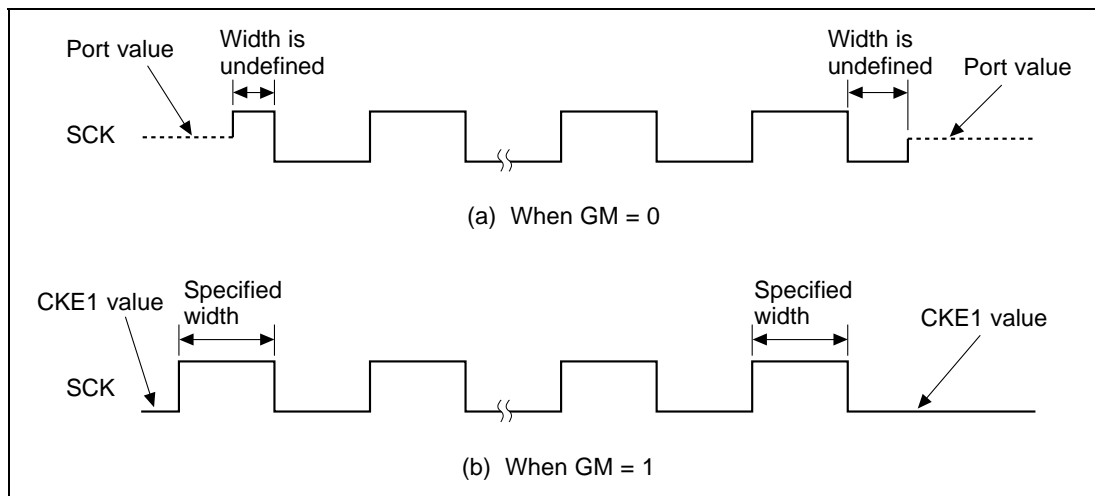 Port value
Width is
undefined
Width is
undefined
Port value
SCK
(a) When GM = 0
CKE1 value
Specified
width
Specified
width
CKE1 value
SCK
(b) When GM = 1